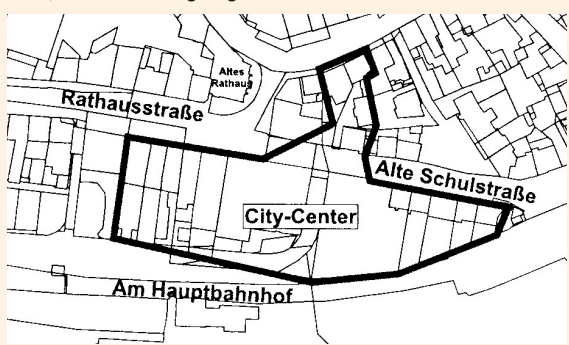 Altes
Rathaus
Rathausstraße
Alte Schulstraße
City-Center
Am Hauptbahnhof